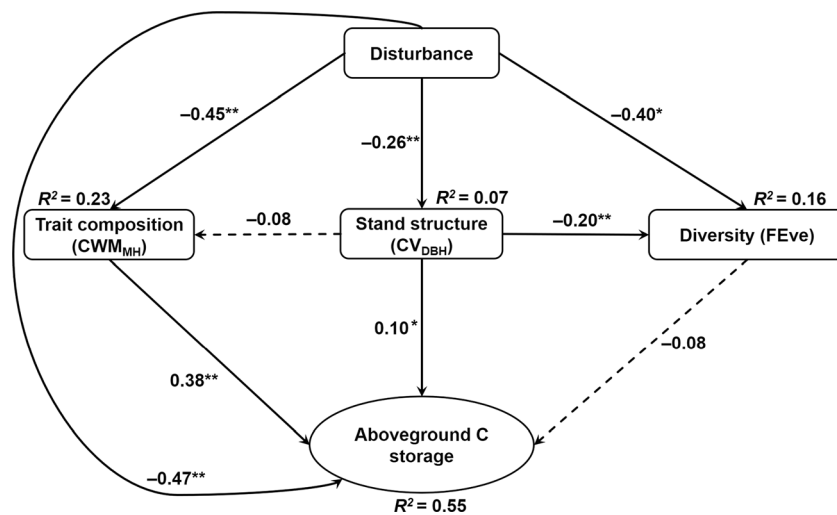 Disturbance
–0.45**
–0.26**
–0.40*
R² = 0.23
R² = 0.07
R² = 0.16
Trait composition
(CWM_MH)
–0.08
Stand structure
(CV_DBH)
–0.20**
Diversity (FEve)
0.38**
0.10*
–0.08
Aboveground C
storage
–0.47**
R² = 0.55